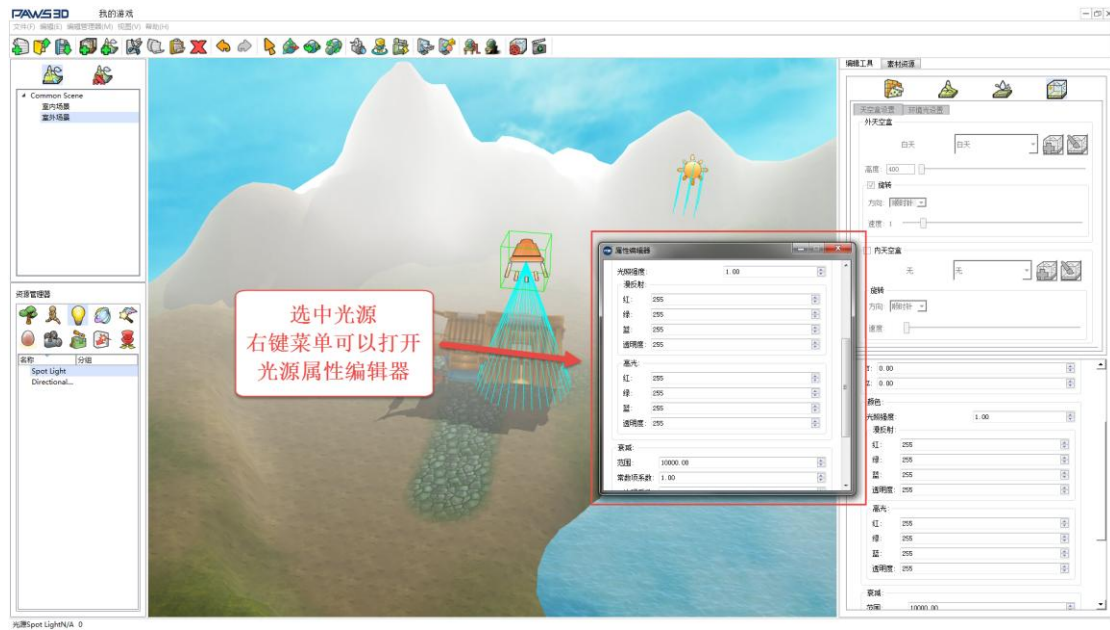 PAWS3D 我的游戏
文件(F) 编辑(E) 编辑管理器(M) 视图(V) 帮助(H)
Common Scene
室内场景
室外场景
资源管理器
名称 分组
Spot Light
Directional...
光源Spot LightN/A 0
选中光源
右键菜单可以打开
光源属性编辑器
属性编辑器
光照强度: 1.00
漫反射:
红: 255
绿: 255
蓝: 255
透明度: 255
高光:
红: 255
绿: 255
蓝: 255
透明度: 255
衰减:
范围: 10000.00
常数项系数: 1.00
编辑工具 素材资源
天空盒设置 环境光设置
外天空盒
白天 白天
高度: 400
旋转
方向: 顺时针
速度: 1
内天空盒
无 无
旋转
方向: 顺时针
速度:
Y: 0.00
Z: 0.00
颜色:
光照强度: 1.00
漫反射:
红: 255
绿: 255
蓝: 255
透明度: 255
高光:
红: 255
绿: 255
蓝: 255
透明度: 255
衰减:
范围: 10000.00